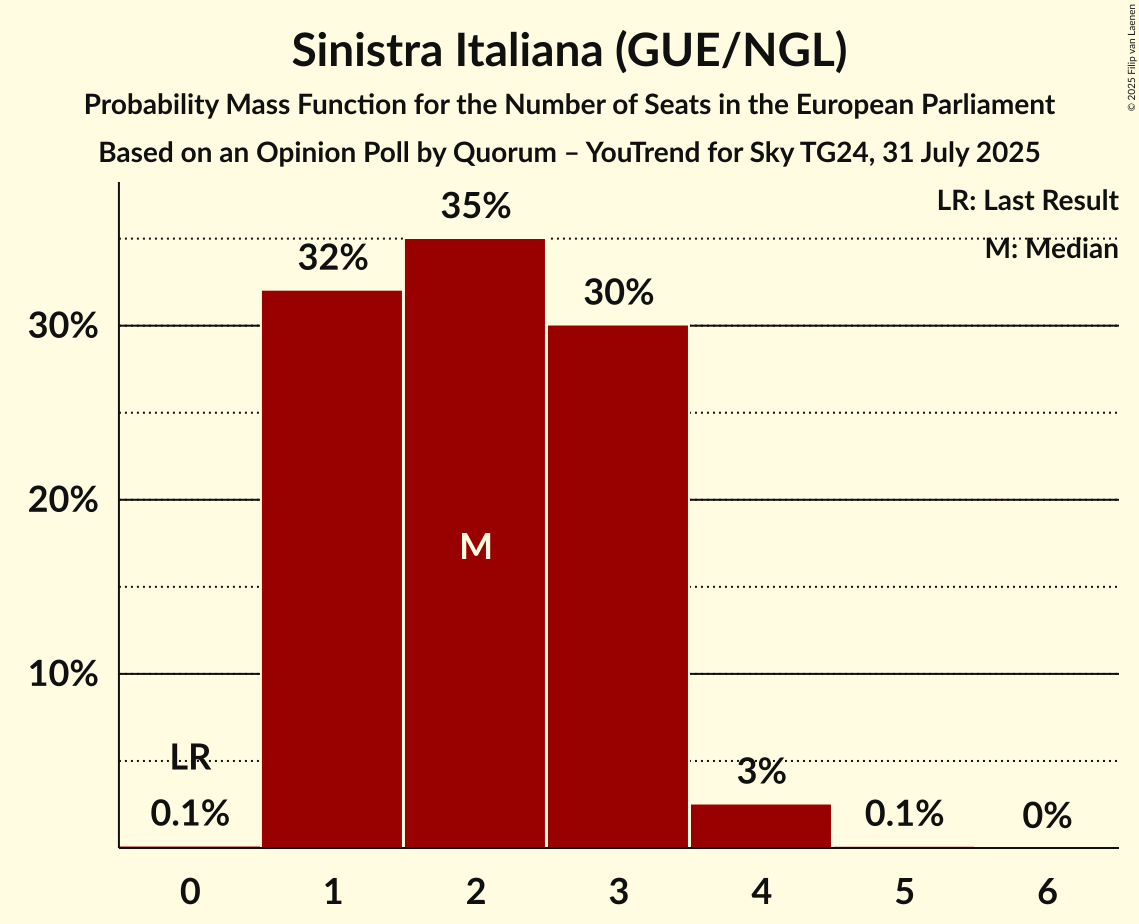 Sinistra Italiana (GUE/NGL)
Probability Mass Function for the Number of Seats in the European Parliament
Based on an Opinion Poll by Quorum – YouTrend for Sky TG24, 31 July 2025
© 2025 Filip van Laenen
LR: Last Result
M: Median
35%
32%
30%
30%
20%
M
10%
LR
3%
0.1%
0.1%
0%
0 1 2 3 4 5 6